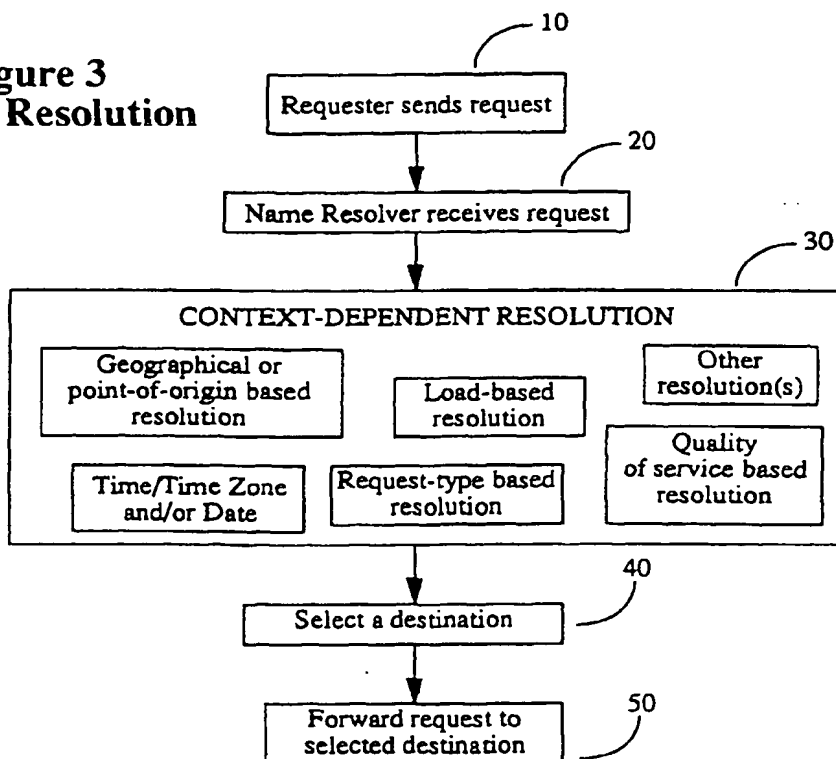 gure 3
Resolution
10
Requester sends request
20
Name Resolver receives request
30
CONTEXT-DEPENDENT RESOLUTION
Geographical or
point-of-origin based
resolution
Load-based
resolution
Other
resolution(s)
Time/Time Zone
and/or Date
Request-type based
resolution
Quality
of service based
resolution
40
Select a destination
50
Forward request to
selected destination